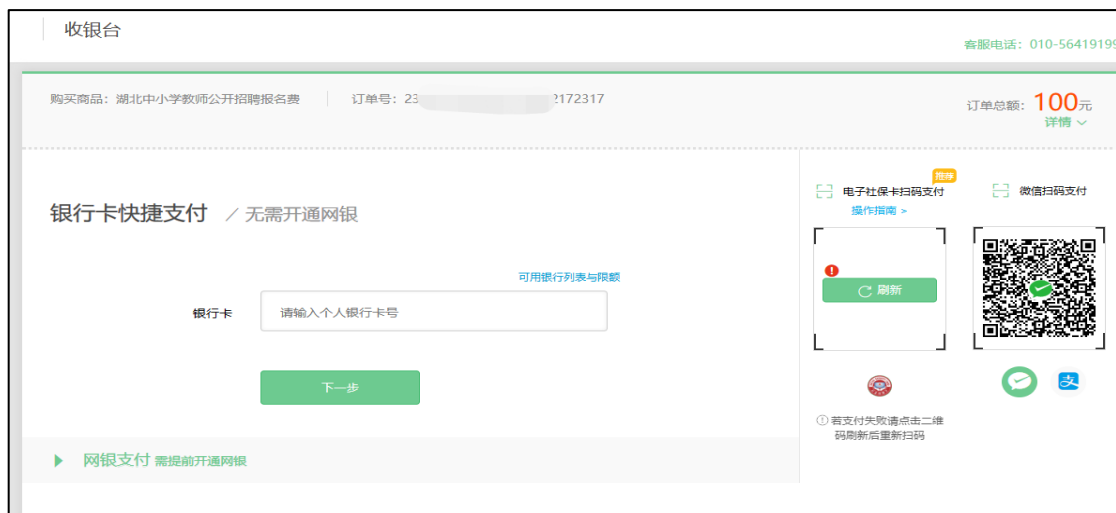 收银台
客服电话：010-56419199
购买商品：湖北中小学教师公开招聘报名费
订单号：23 2172317
订单总额：100元
详情
银行卡快捷支付 / 无需开通网银
可用银行列表与限额
银行卡 请输入个人银行卡号
下一步
网银支付 需提前开通网银
推荐
电子社保卡扫码支付
操作指南 >
刷新
①若支付失败请点击二维
码刷新后重新扫码
微信扫码支付
支